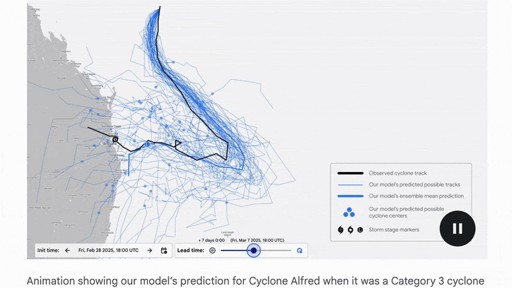 Observed cyclone track
Our model's predicted possible tracks
Our model's ensemble mean prediction
Our model's predicted possible
cyclone centers
Storm stage markers
+ 7 days 0:00 (Fri, Mar 7 2025, 18:00 UTC)
Init time: Fri, Feb 28 2025, 18:00 UTC Lead time:
Animation showing our model's prediction for Cyclone Alfred when it was a Category 3 cyclone